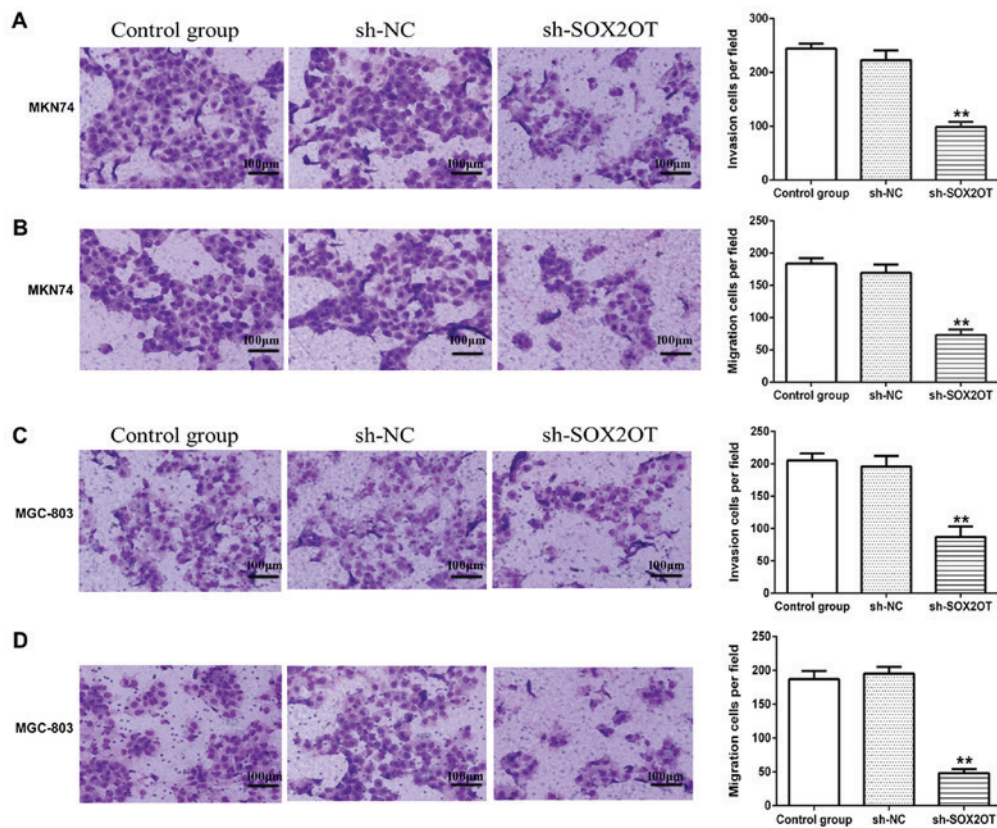 A
Control group
sh-NC
sh-SOX2OT
MKN74
100μm
100μm
100μm
Invasion cells per field
300
200
100
0
**
Control group
sh-NC
sh-SOX2OT
B
MKN74
100μm
100μm
100μm
Migration cells per field
200
150
100
50
0
**
Control group
sh-NC
sh-SOX2OT
C
Control group
sh-NC
sh-SOX2OT
MGC-803
100μm
100μm
100μm
Invasion cells per field
250
200
150
100
50
0
**
Control group
sh-NC
sh-SOX2OT
D
MGC-803
100μm
100μm
100μm
Migration cells per field
250
200
150
100
50
0
**
Control group
sh-NC
sh-SOX2OT